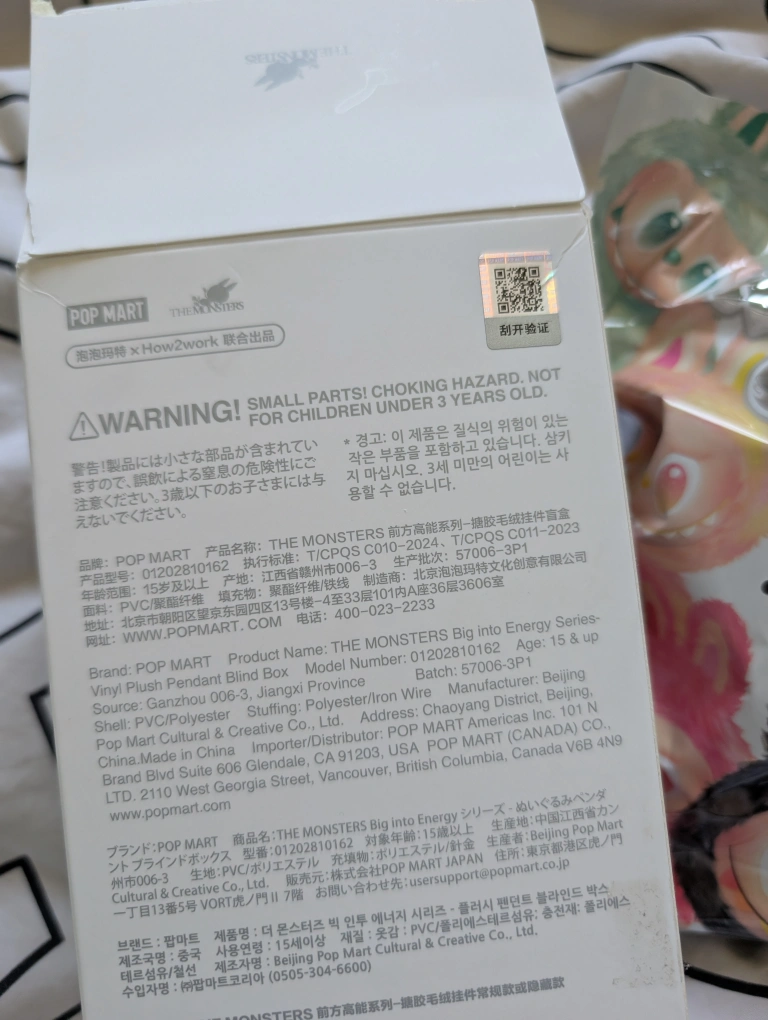 THE MONSTERS
POP MART
THE MONSTERS
泡泡玛特 × How2work 联合出品
刮开验证
WARNING! SMALL PARTS! CHOKING HAZARD. NOT
FOR CHILDREN UNDER 3 YEARS OLD.
警告!製品には小さな部品が含まれてい
ますので、誤飲による窒息の危険性にご
注意ください。3歳以下のお子さまには与
えないでください。
* 경고: 이 제품은 질식의 위험이 있는
작은 부품을 포함하고 있습니다. 삼키
지 마십시오. 3세 미만의 어린이는 사
용할 수 없습니다.
品牌：POP MART 产品名称：THE MONSTERS 前方高能系列-搪胶毛绒挂件盲盒
产品型号：01202810162 执行标准：T/CPQS C010-2024、T/CPQS C011-2023
年龄范围：15岁及以上 产地：江西省赣州市006-3 生产批次：57006-3P1
面料：PVC/聚酯纤维 填充物：聚酯纤维/铁线 制造商：北京泡泡玛特文化创意有限公司
地址：北京市朝阳区望京东园四区13号楼-4至33层101内A座36层3606室
网址：WWW.POPMART.COM 电话：400-023-2233
Brand: POP MART Product Name: THE MONSTERS Big into Energy Series-
Vinyl Plush Pendant Blind Box Model Number: 01202810162 Age: 15 & up
Source: Ganzhou 006-3, Jiangxi Province Batch: 57006-3P1
Shell: PVC/Polyester Stuffing: Polyester/Iron Wire Manufacturer: Beijing
Pop Mart Cultural & Creative Co., Ltd. Address: Chaoyang District, Beijing,
China.Made in China Importer/Distributor: POP MART Americas Inc. 101 N
Brand Blvd Suite 606 Glendale, CA 91203, USA POP MART (CANADA) CO.,
LTD. 2110 West Georgia Street, Vancouver, British Columbia, Canada V6B 4N9
www.popmart.com
ブランド：POP MART 商品名：THE MONSTERS Big into Energy シリーズ - ぬいぐるみペンダ
ント ブラインドボックス 型番：01202810162 対象年齢：15歳以上 生産地：中国江西省カン
州市006-3 生地：PVC/ポリエステル 充填物：ポリエステル/針金 生産者：Beijing Pop Mart
Cultural & Creative Co., Ltd. 販売元：株式会社POP MART JAPAN 住所：東京都港区虎ノ門
一丁目13番5号 VORT虎ノ門Ⅱ 7階 お問い合わせ先：usersupport@popmart.co.jp
브랜드 : 팝마트 제품명 : 더 몬스터즈 빅 인투 에너지 시리즈 - 플러시 펜던트 블라인드 박스
제조국명 : 중국 사용연령 : 15세이상 재질 : 옷감 : PVC/폴리에스테르섬유; 충전재: 폴리에스
테르섬유/철선 제조자명 : Beijing Pop Mart Cultural & Creative Co., Ltd.
수입자명 : ㈜팝마트코리아 (0505-304-6600)
THE MONSTERS 前方高能系列-搪胶毛绒挂件常规款或隐藏款